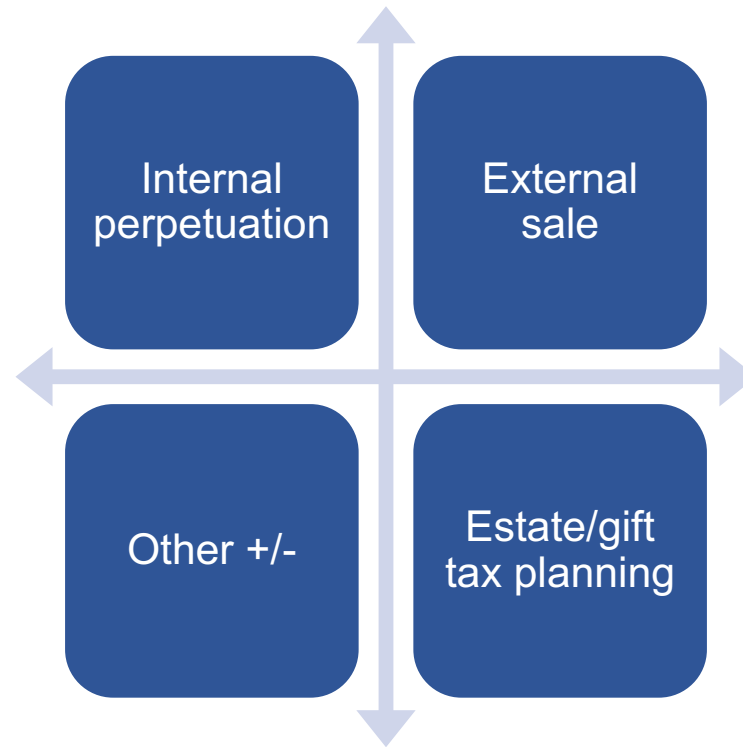 Internal
perpetuation
External
sale
Other +/-
Estate/gift
tax planning